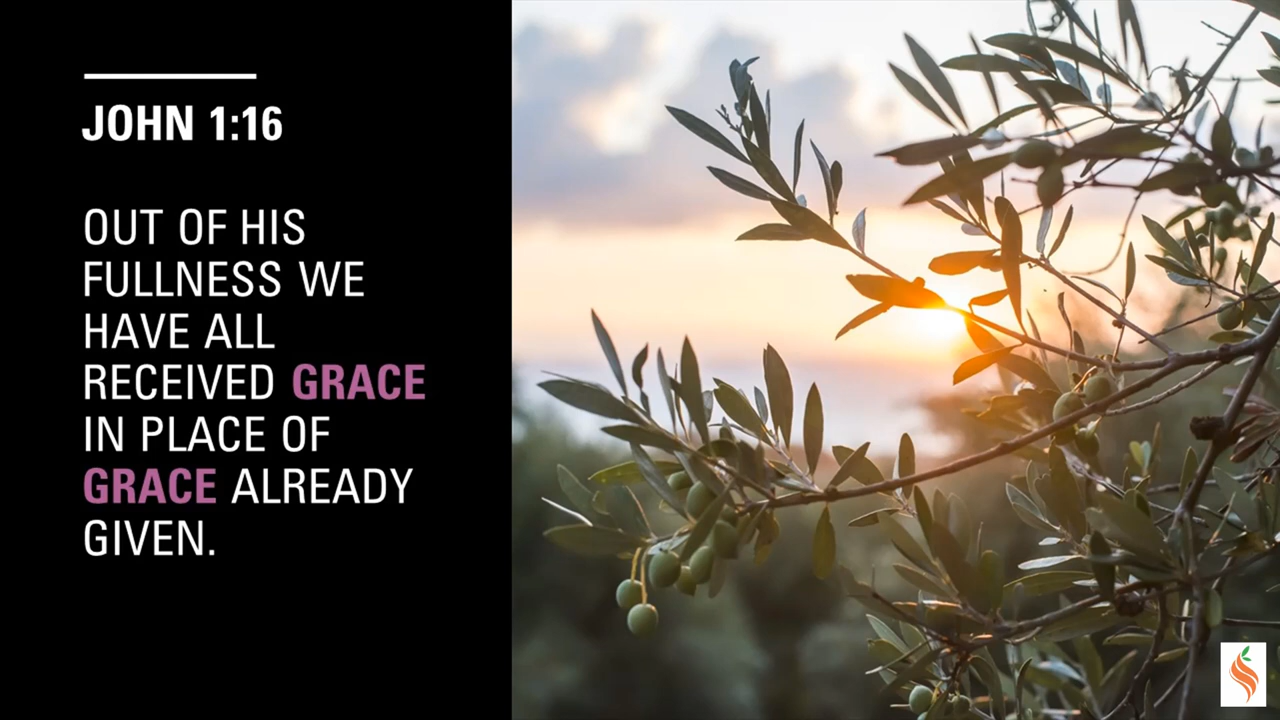 JOHN 1:16
OUT OF HIS
FULLNESS WE
HAVE ALL
RECEIVED GRACE
IN PLACE OF
GRACE ALREADY
GIVEN.